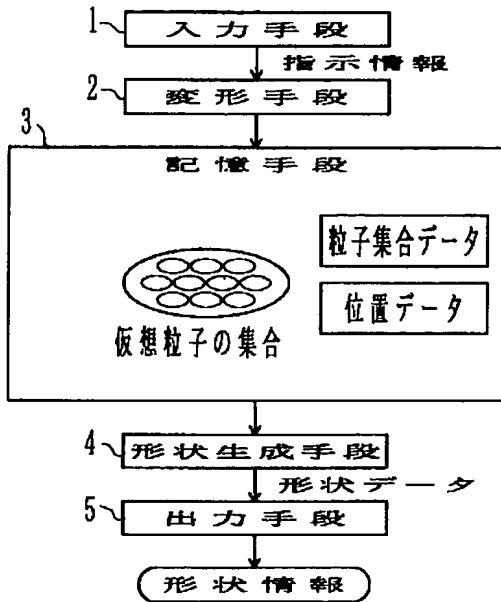 1
入力手段
指示情報
2
変形手段
3
記憶手段
粒子集合データ
位置データ
仮想粒子の集合
4
形状生成手段
形状データ
5
出力手段
形状情報